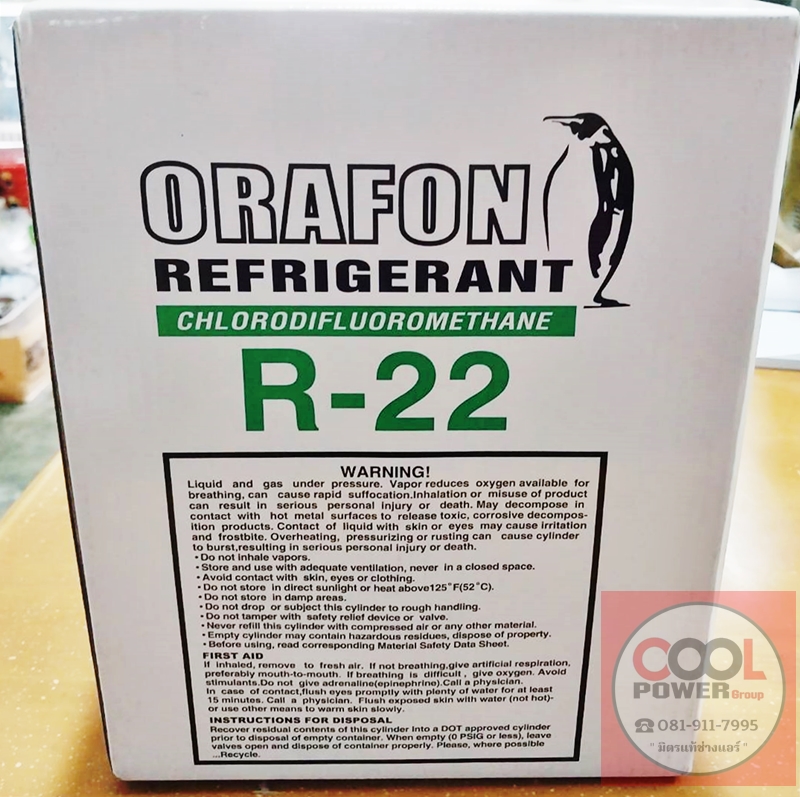 ORAFON
REFRIGERANT
CHLORODIFLUOROMETHANE
R-22
WARNING!
Liquid and gas under pressure. Vapor reduces oxygen available for
breathing, can cause rapid suffocation.Inhalation or misuse of product
can result in serious personal injury or death. May decompose in
contact with hot metal surfaces to release toxic, corrosive decompos-
ition products. Contact of liquid with skin or eyes may cause irritation
and frostbite. Overheating, pressurizing or rusting can cause cylinder
to burst,resulting in serious personal injury or death.
• Do not inhale vapors.
• Store and use with adequate ventilation, never in a closed space.
• Avoid contact with skin, eyes or clothing.
• Do not store in direct sunlight or heat above125°F(52°C).
• Do not store in damp areas.
• Do not drop or subject this cylinder to rough handling.
• Do not tamper with safety relief device or valve.
• Never refill this cylinder with compressed air or any other material.
• Empty cylinder may contain hazardous residues, dispose of property.
• Before using, read corresponding Material Safety Data Sheet.
FIRST AID
If inhaled, remove to fresh air. If not breathing,give artificial respiration,
preferably mouth-to-mouth. If breathing is difficult , give oxygen. Avoid
stimulants.Do not give adrenaline(epinephrine).Call a physician.
In case of contact,flush eyes promptly with plenty of water for at least
15 minutes. Call a physician. Flush exposed skin with water (not hot)-
or use other means to warm skin slowly.
INSTRUCTIONS FOR DISPOSAL
Recover residual contents of this cylinder into a DOT approved cylinder
prior to disposal of empty container. When empty (0 PSIG or less), leave
valves open and dispose of container properly. Please, where possible
...Recycle.
COOL
POWER Group
☎ 081-911-7995
" มิตรแท้ช่างแอร์ "